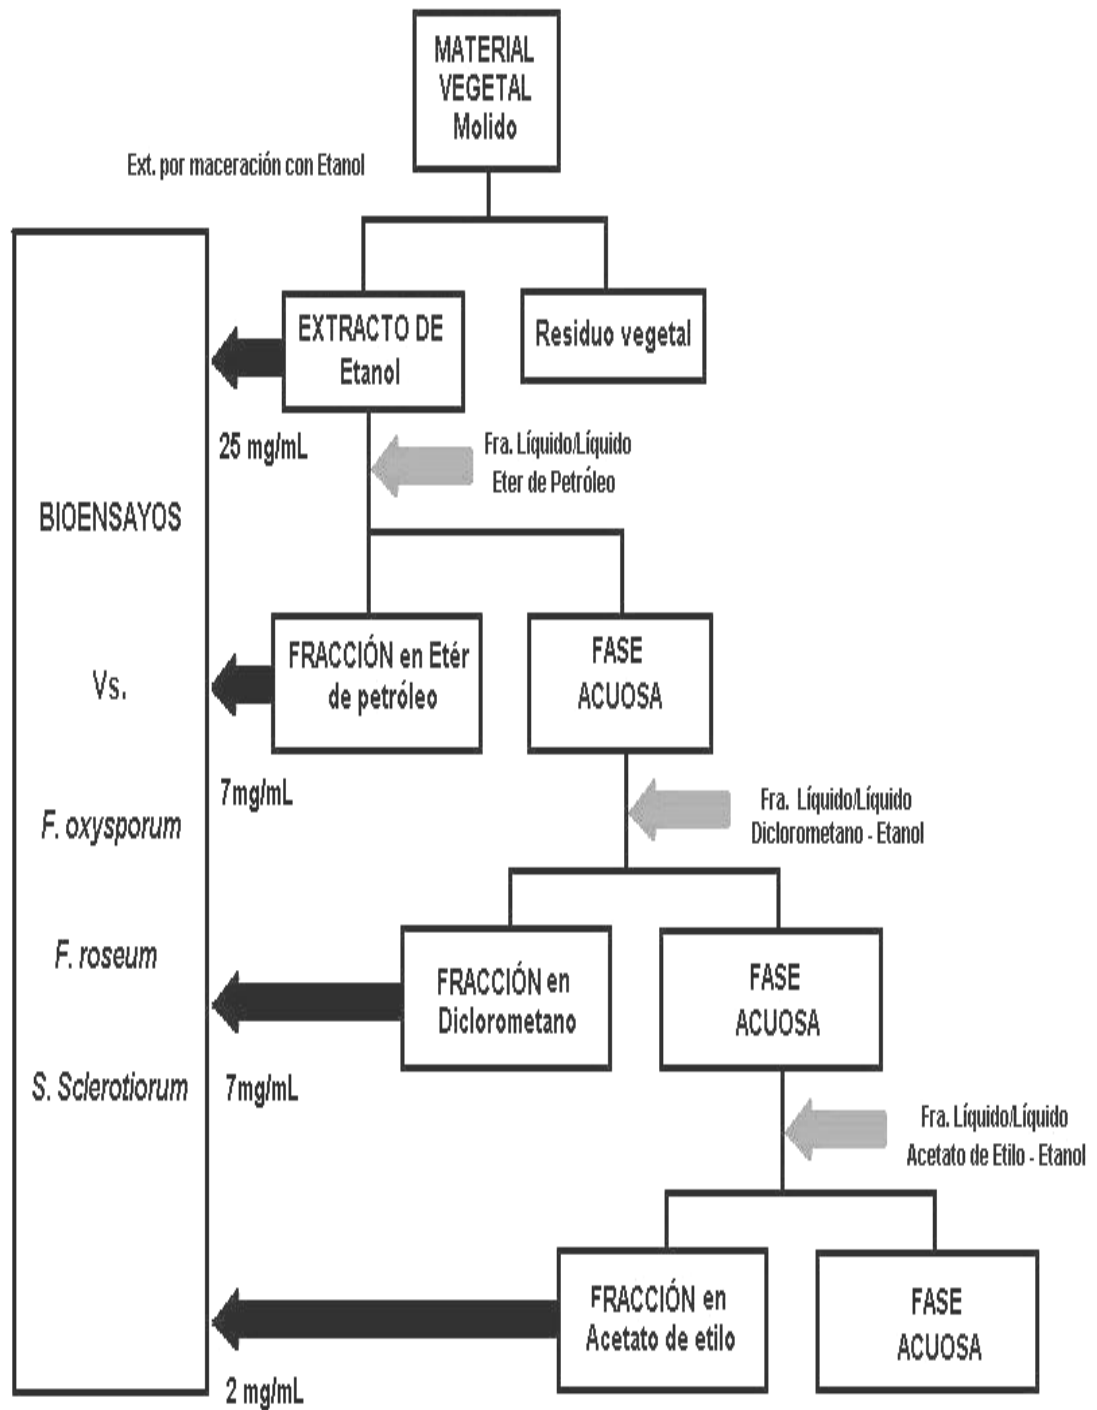 MATERIAL
VEGETAL
Molido
Ext. por maceración con Etanol
EXTRACTO DE
Etanol
Residuo vegetal
25 mg/mL
Fra. Líquido/Líquido
Eter de Petróleo
BIOENSAYOS
Vs.
F. oxysporum
F. roseum
S. Sclerotiorum
FRACCIÓN en Etér
de petróleo
FASE
ACUOSA
7mg/mL
Fra. Líquido/Líquido
Diclorometano - Etanol
FRACCIÓN en
Diclorometano
FASE
ACUOSA
7mg/mL
Fra. Líquido/Líquido
Acetato de Etilo - Etanol
FRACCIÓN en
Acetato de etilo
FASE
ACUOSA
2 mg/mL